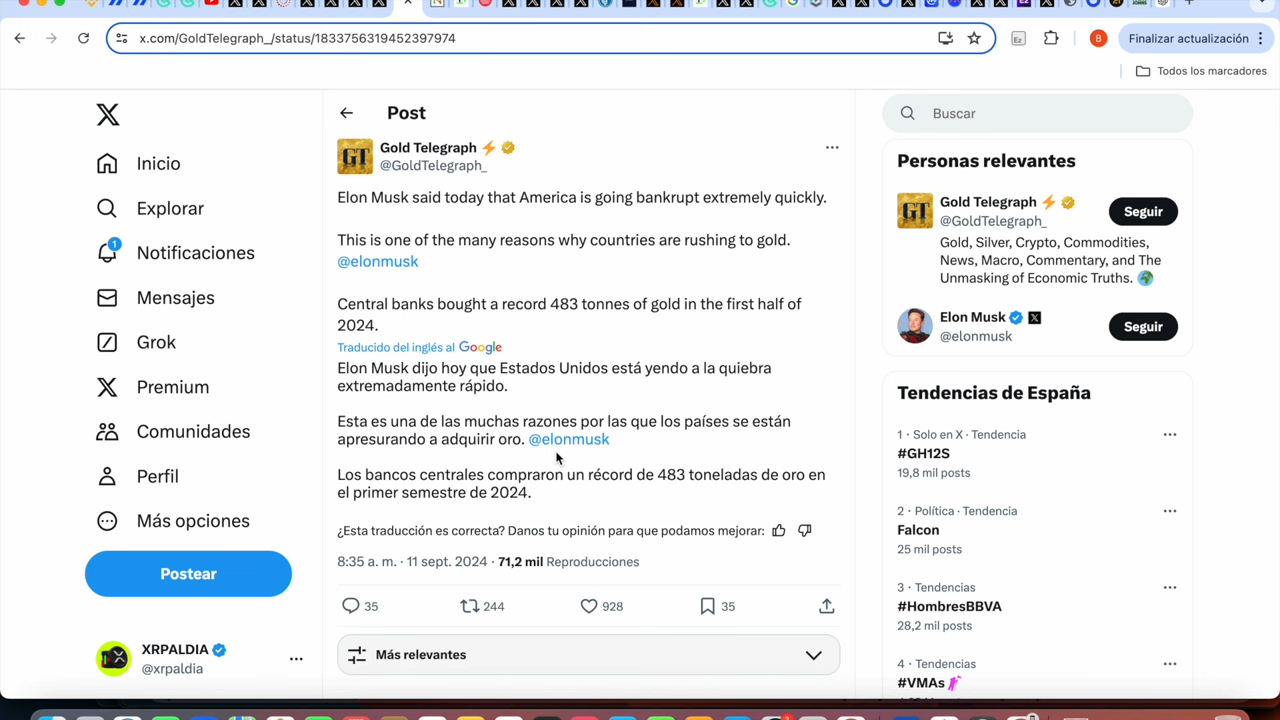 x.com/GoldTelegraph_/status/1833756319452397974
Ez
B
Finalizar actualización
Todos los marcadores
Inicio
Explorar
1
Notificaciones
Mensajes
Grok
Premium
Comunidades
Perfil
Más opciones
Postear
XRPALDIA
@xrpaldia
Post
GT
Gold Telegraph
@GoldTelegraph_
Elon Musk said today that America is going bankrupt extremely quickly.
This is one of the many reasons why countries are rushing to gold.
@elonmusk
Central banks bought a record 483 tonnes of gold in the first half of
2024.
Traducido del inglés al Google
Elon Musk dijo hoy que Estados Unidos está yendo a la quiebra
extremadamente rápido.
Esta es una de las muchas razones por las que los países se están
apresurando a adquirir oro. @elonmusk
Los bancos centrales compraron un récord de 483 toneladas de oro en
el primer semestre de 2024.
¿Esta traducción es correcta? Danos tu opinión para que podamos mejorar:
8:35 a. m. · 11 sept. 2024 · 71,2 mil Reproducciones
35 244 928 35
Más relevantes
Buscar
Personas relevantes
GT
Gold Telegraph
@GoldTelegraph_
Seguir
Gold, Silver, Crypto, Commodities,
News, Macro, Commentary, and The
Unmasking of Economic Truths.
Elon Musk
@elonmusk
Seguir
Tendencias de España
1 · Solo en X · Tendencia
#GH12S
19,8 mil posts
2 · Política · Tendencia
Falcon
25 mil posts
3 · Tendencias
#HombresBBVA
28,2 mil posts
4 · Tendencias
#VMAs